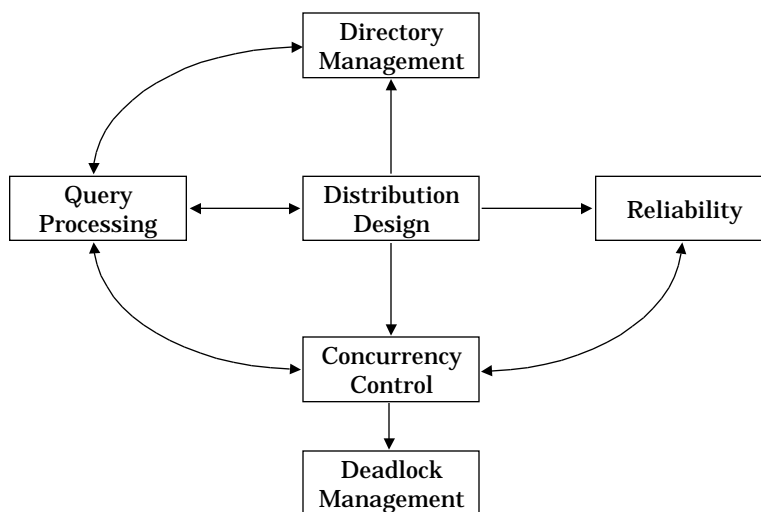 Directory
Management
Query
Processing
Distribution
Design
Reliability
Concurrency
Control
Deadlock
Management